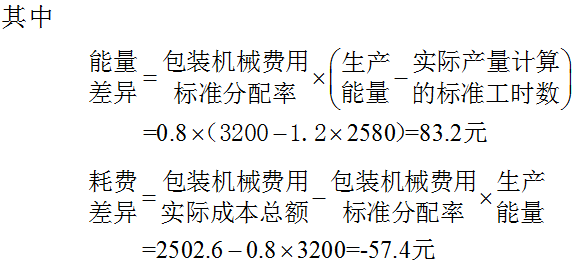 其中
能量 包装机械费用 生产 实际产量计算
差异=标准分配率×(能量−的标准工时数)
=0.8×(3200−1.2×2580)=83.2元
耗费 包装机械费用 包装机械费用 生产
差异=实际成本总额−标准分配率×能量
=2502.6−0.8×3200=-57.4元